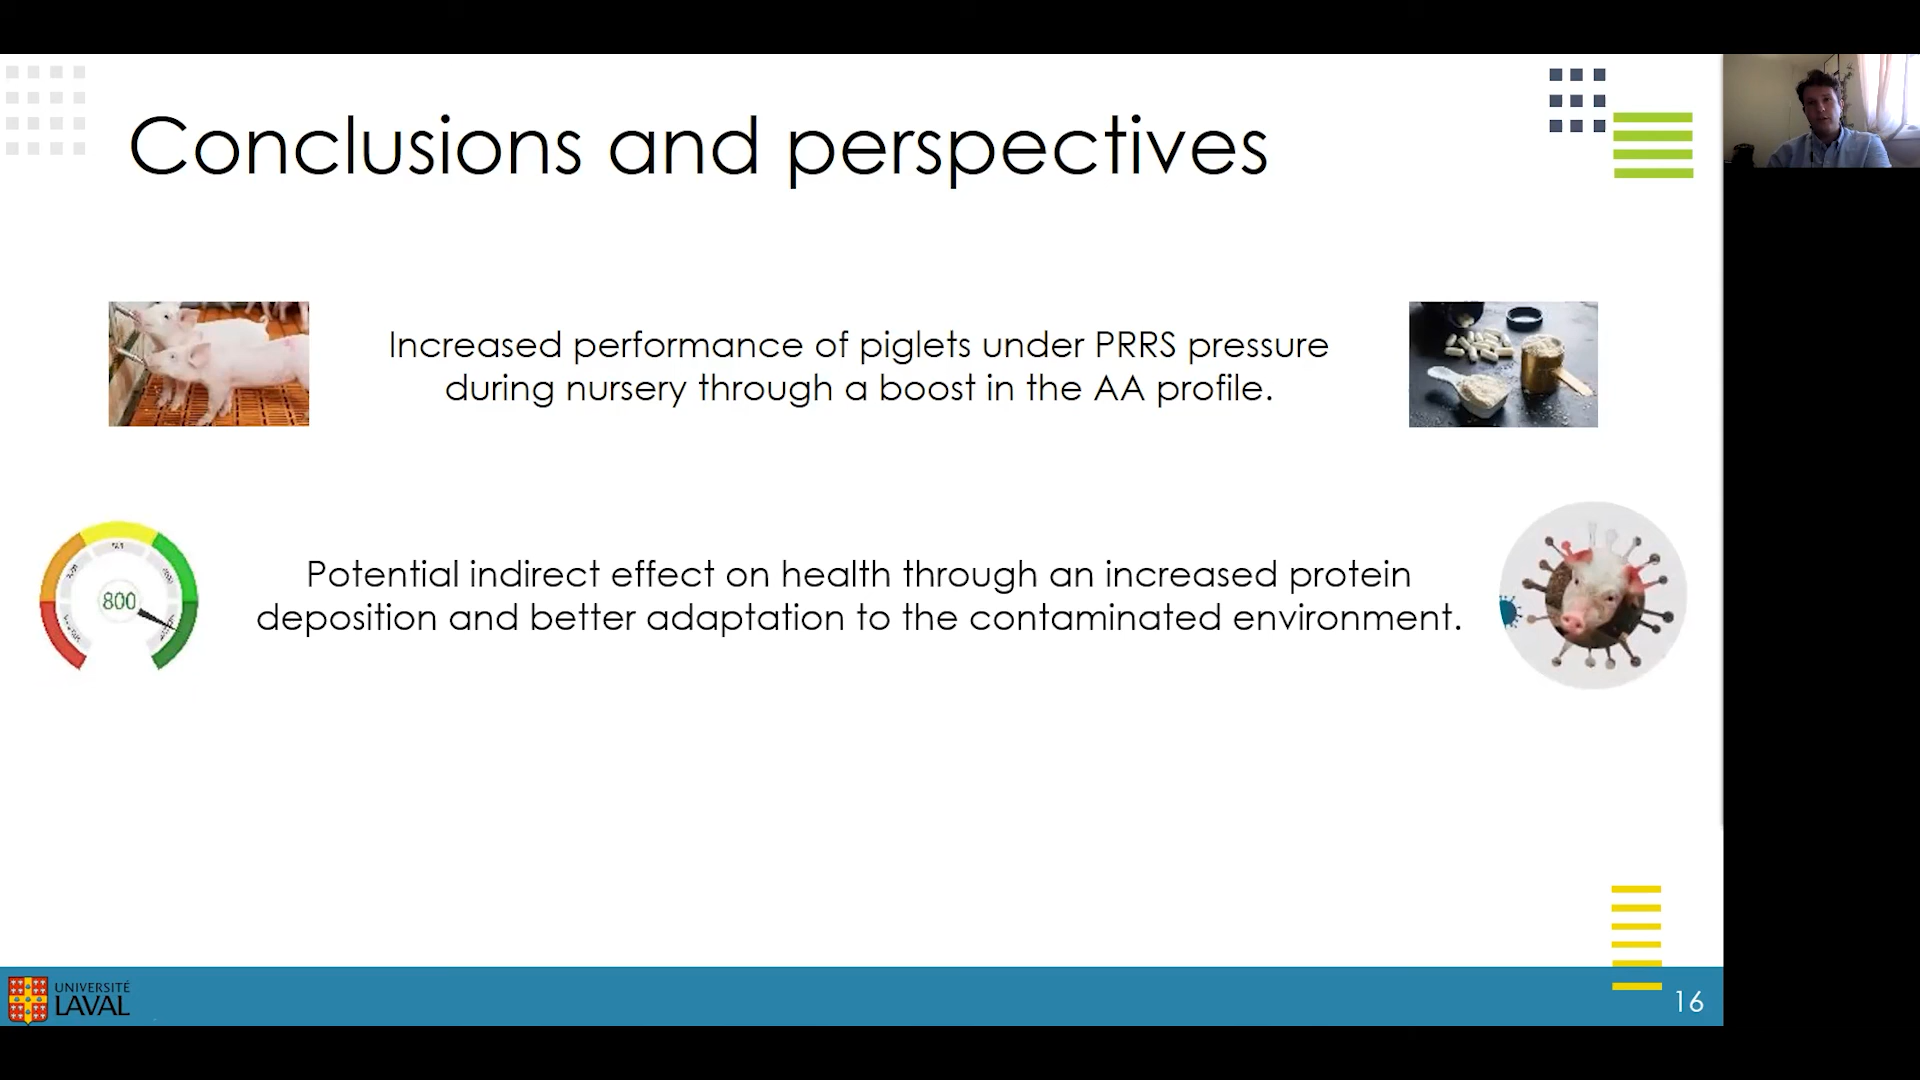 Conclusions and perspectives
Increased performance of piglets under PRRS pressure
during nursery through a boost in the AA profile.
800
Potential indirect effect on health through an increased protein
deposition and better adaptation to the contaminated environment.
UNIVERSITÉ
LAVAL
16